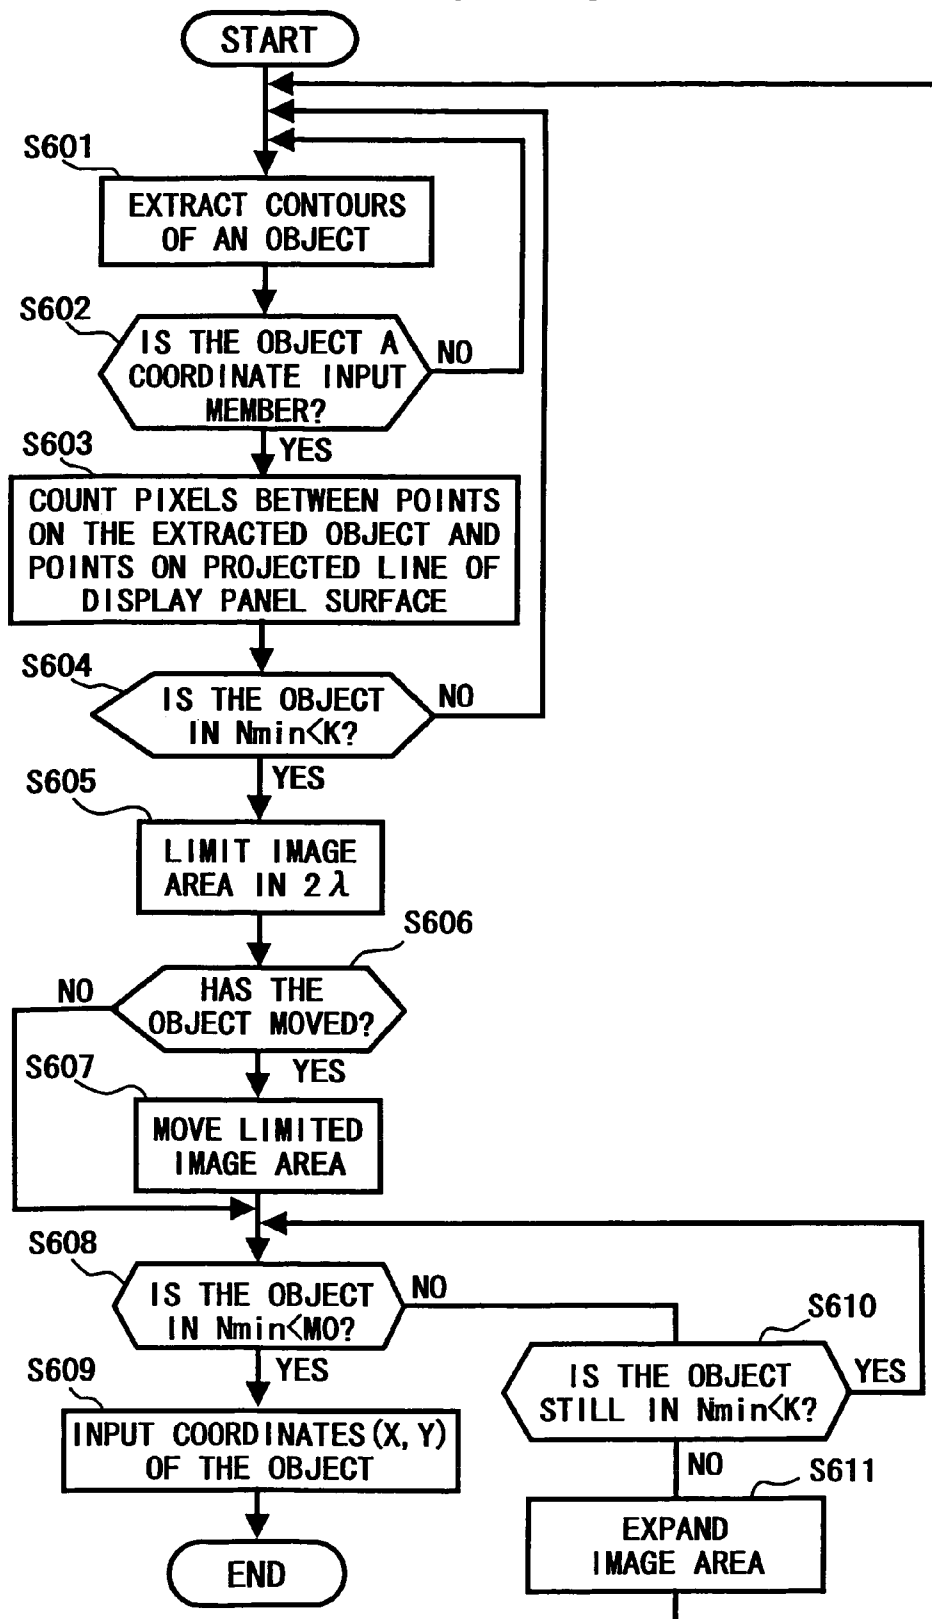 START
S601
EXTRACT CONTOURS
OF AN OBJECT
S602
IS THE OBJECT A
COORDINATE INPUT
MEMBER?
NO
YES
S603
COUNT PIXELS BETWEEN POINTS
ON THE EXTRACTED OBJECT AND
POINTS ON PROJECTED LINE OF
DISPLAY PANEL SURFACE
S604
IS THE OBJECT
IN Nmin<K?
NO
YES
S605
LIMIT IMAGE
AREA IN 2λ
S606
HAS THE
OBJECT MOVED?
NO
YES
S607
MOVE LIMITED
IMAGE AREA
S608
IS THE OBJECT
IN Nmin<M0?
NO
YES
S610
IS THE OBJECT
STILL IN Nmin<K?
YES
NO
S609
INPUT COORDINATES(X,Y)
OF THE OBJECT
S611
EXPAND
IMAGE AREA
END